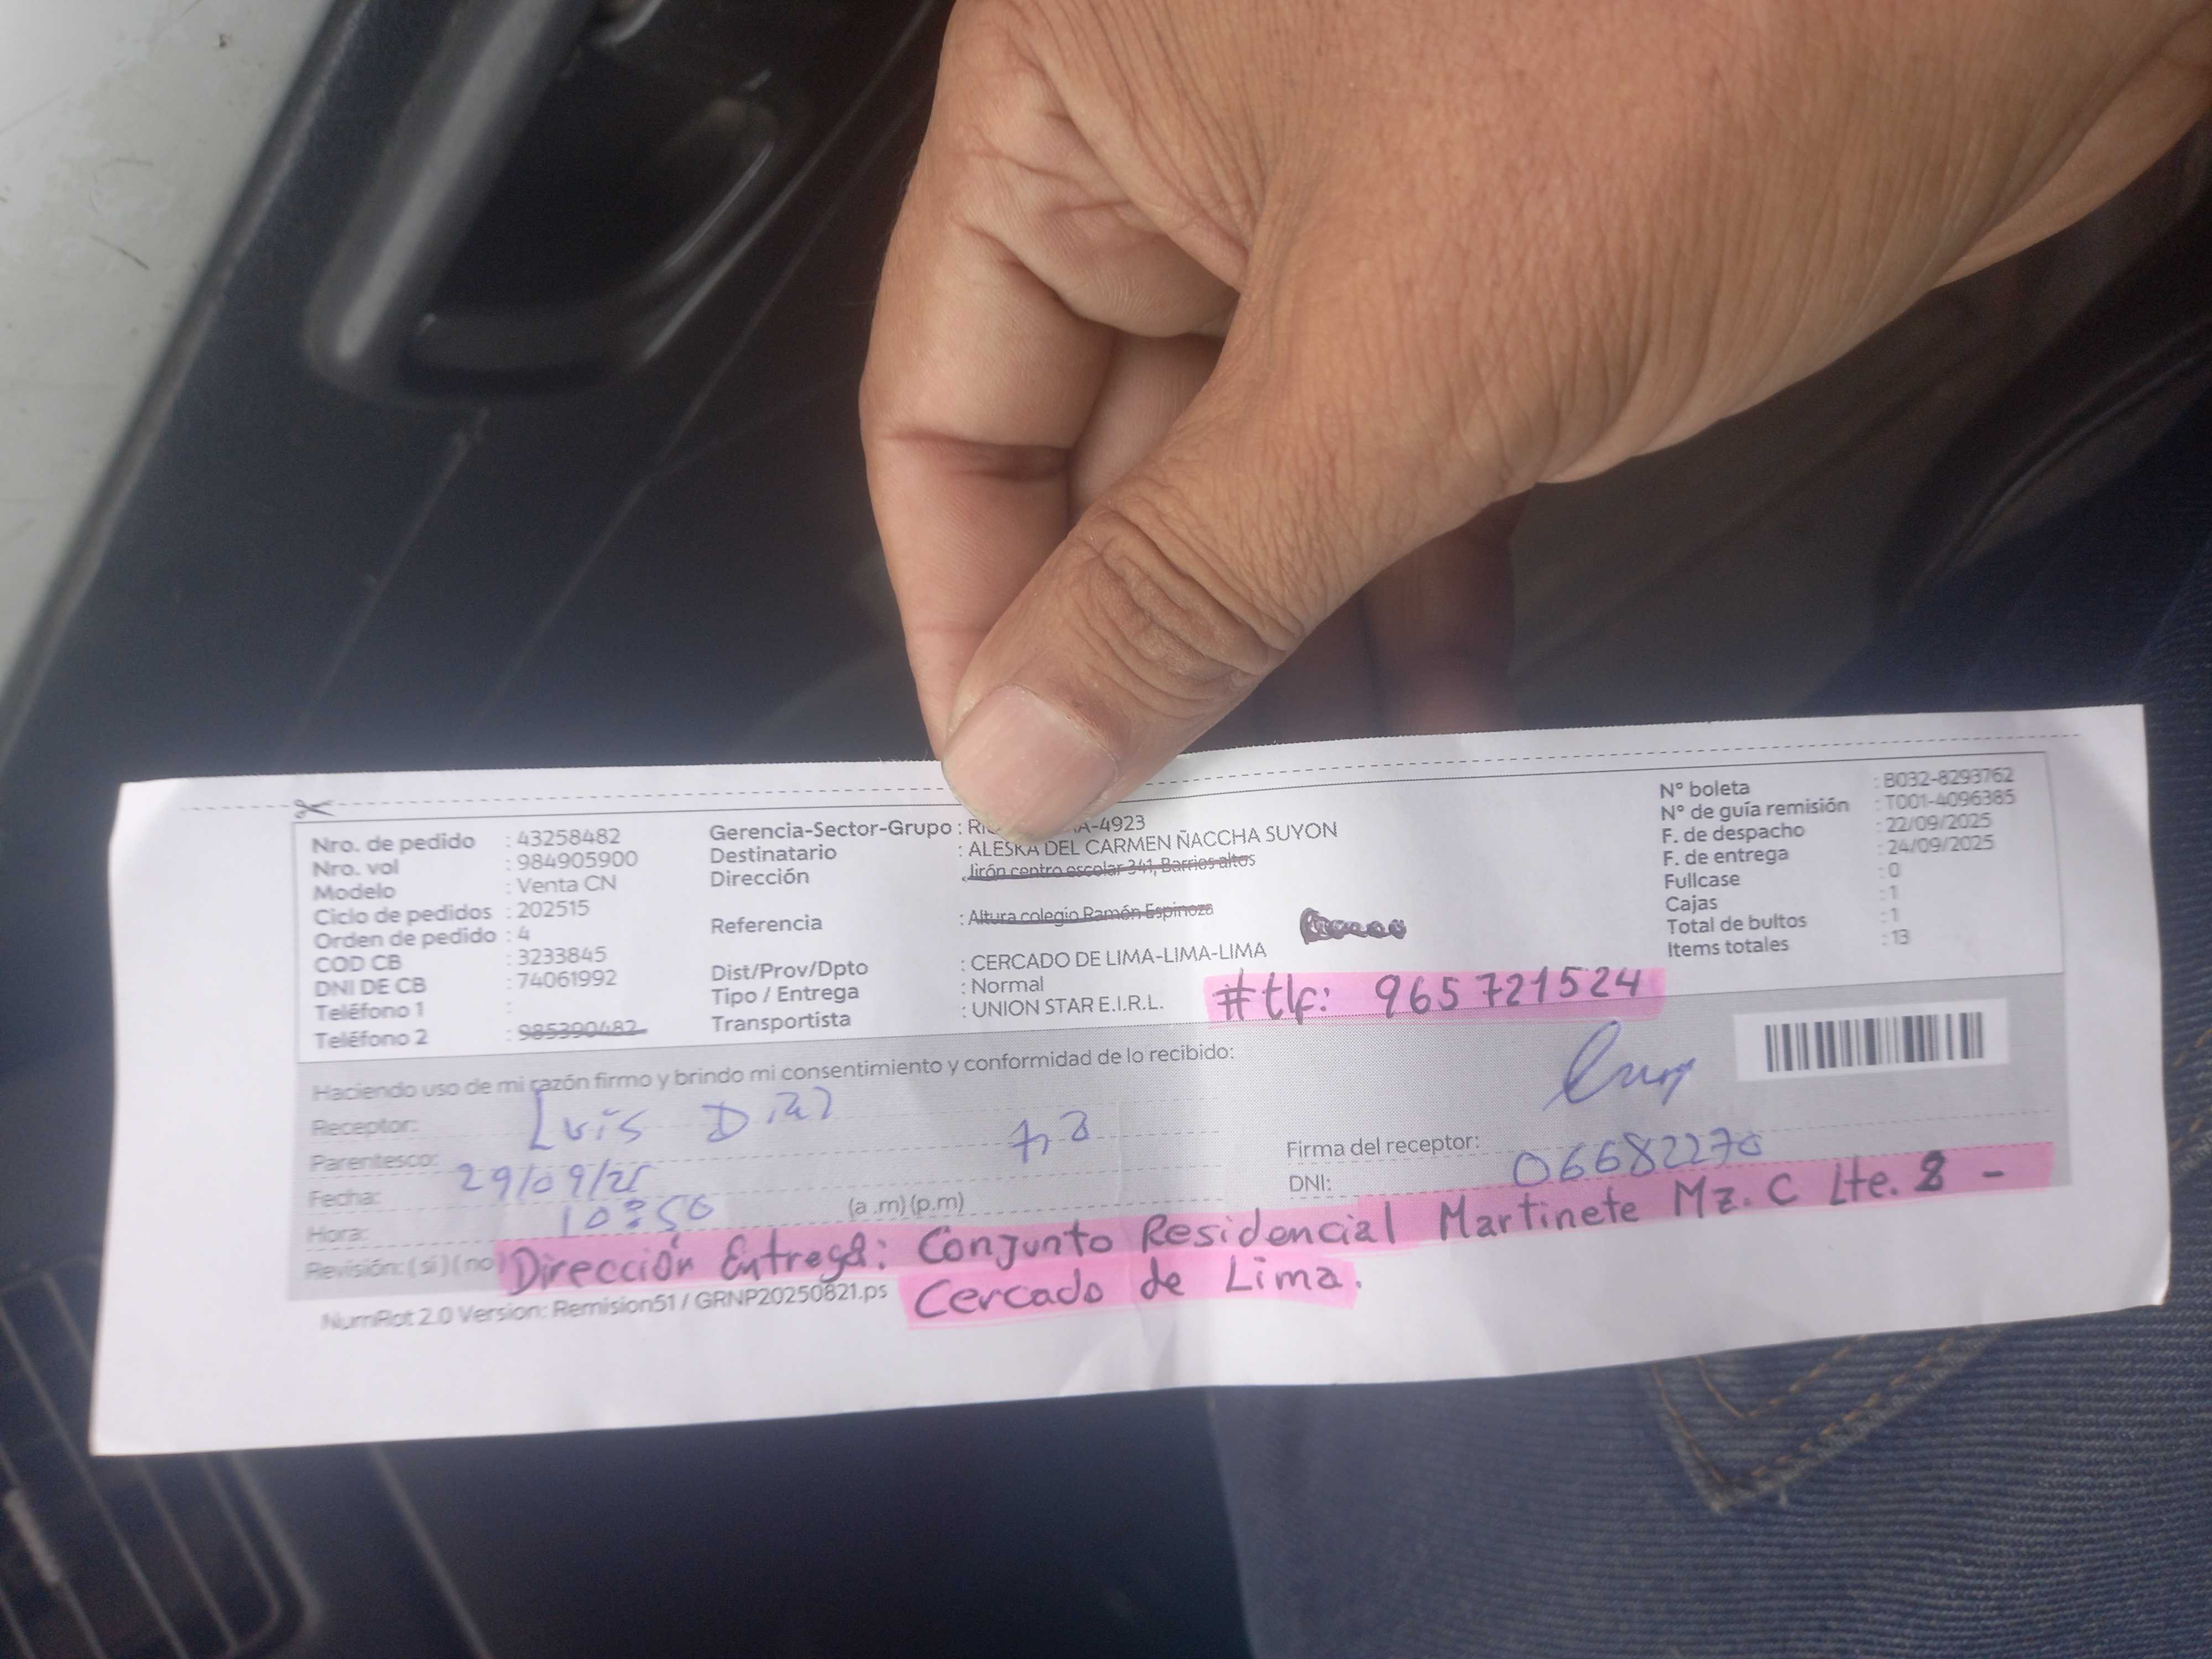 Nro. de pedido : 43258482
Nro. vol : 984905900
Modelo : Venta CN
Ciclo de pedidos : 202515
Orden de pedido : 4
COD CB : 3233845
DNI DE CB : 74061992
Teléfono 1 :
Teléfono 2 : 985390482
Gerencia-Sector-Grupo : A-4923
Destinatario : ALESKA DEL CARMEN ÑACCHA SUYON
Dirección : Jirón centro escolar 341, Barrios altos
Referencia : Altura colegio Ramón Espinoza
Dist/Prov/Dpto : CERCADO DE LIMA-LIMA-LIMA
Tipo / Entrega : Normal
Transportista : UNION STAR E.I.R.L.
#tlf: 965721524
N° boleta : B032-8293762
N° de guía remisión : T001-4096385
F. de despacho : 22/09/2025
F. de entrega : 24/09/2025
Fullcase : 0
Cajas : 1
Total de bultos : 1
Items totales : 13
Haciendo uso de mi razón firmo y brindo mi consentimiento y conformidad de lo recibido:
Receptor: Luis Diaz
Parentesco:
Fecha: 29/09/25
Hora: 10:50 (a.m) (p.m)
Firma del receptor:
DNI: 06682270
Revisión: (si) (no)
Dirección Entrega: Conjunto Residencial Martinete Mz. C Lte. 8 -
Cercado de Lima.
NumRot 2.0 Version: Remision51 / GRNP20250821.ps